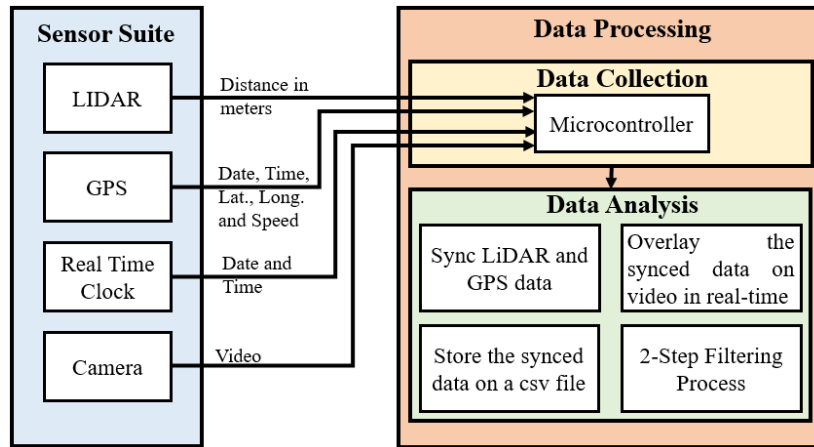 Sensor Suite
LIDAR
GPS
Real Time
Clock
Camera
Distance in
meters
Date, Time,
Lat., Long.
and Speed
Date and
Time
Video
Data Processing
Data Collection
Microcontroller
Data Analysis
Sync LiDAR and
GPS data
Overlay the
synced data on
video in real-time
Store the synced
data on a csv file
2-Step Filtering
Process